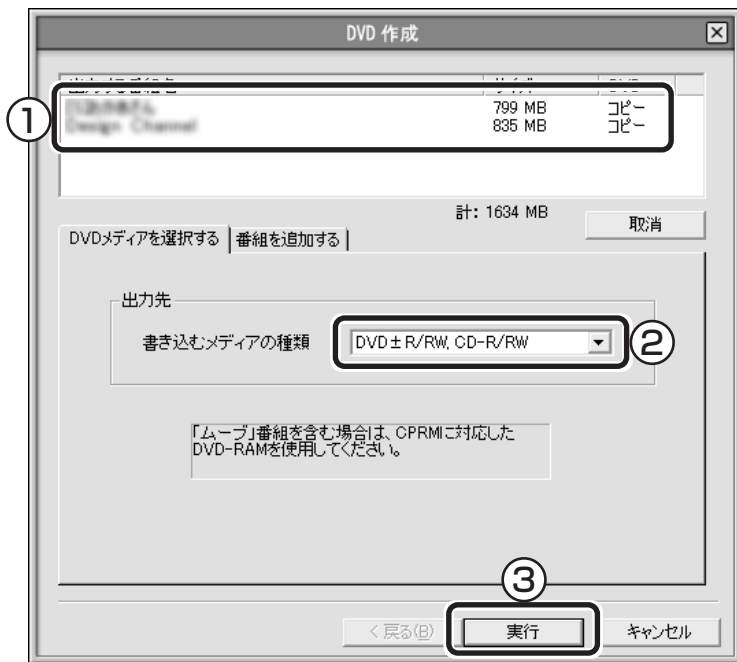 DVD 作成
①
799 MB コピー
Design Channel 835 MB コピー
計: 1634 MB
取消
DVDメディアを選択する 番組を追加する
出力先
書き込むメディアの種類 DVD±R/RW, CD-R/RW
②
「ムーブ」番組を含む場合は、CPRMに対応した
DVD-RAMを使用してください。
③
< 戻る(B) 実行 キャンセル